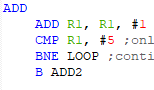 ADD
ADD R1, R1, #1
CMP R1, #5 ;onl
BNE LOOP ;conti
B ADD2